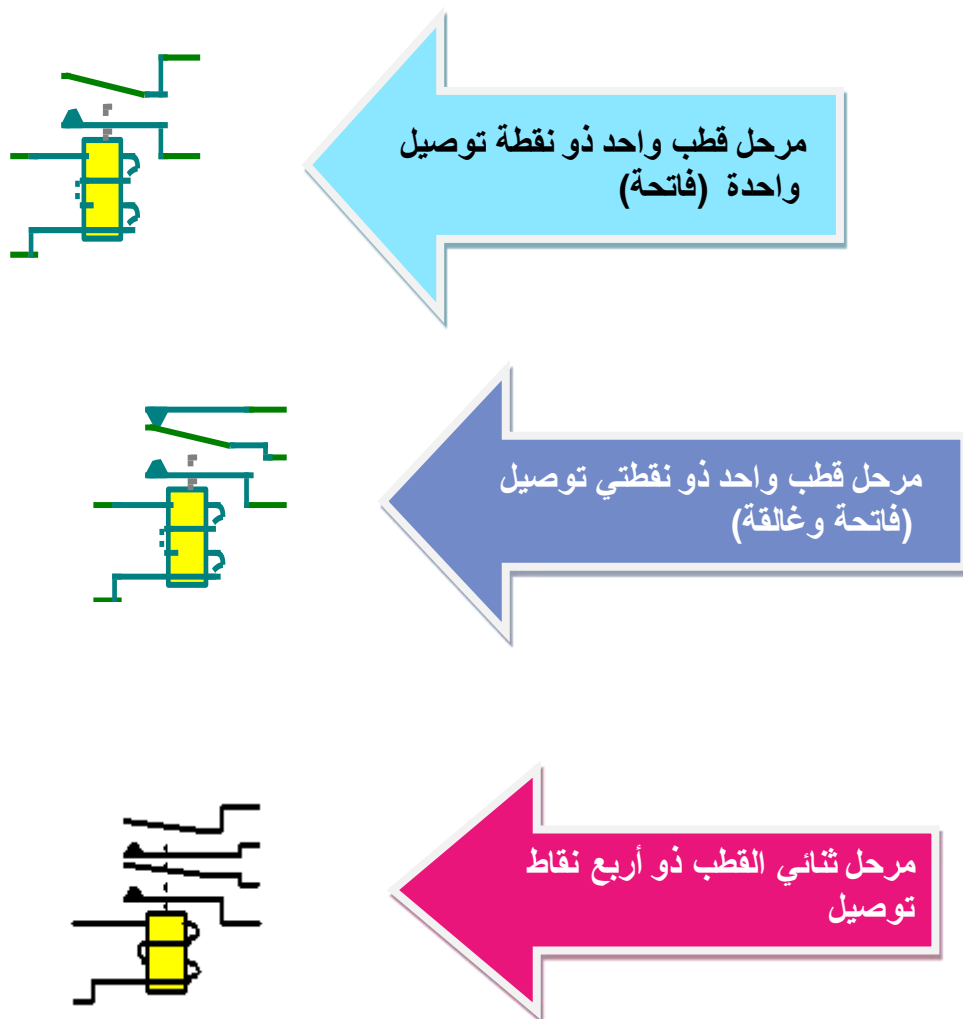 مرحل قطب واحد ذو نقطة توصيل
واحدة (فاتحة)
مرحل قطب واحد ذو نقطتي توصيل
(فاتحة وغالقة)
مرحل ثنائي القطب ذو أربع نقاط
توصيل